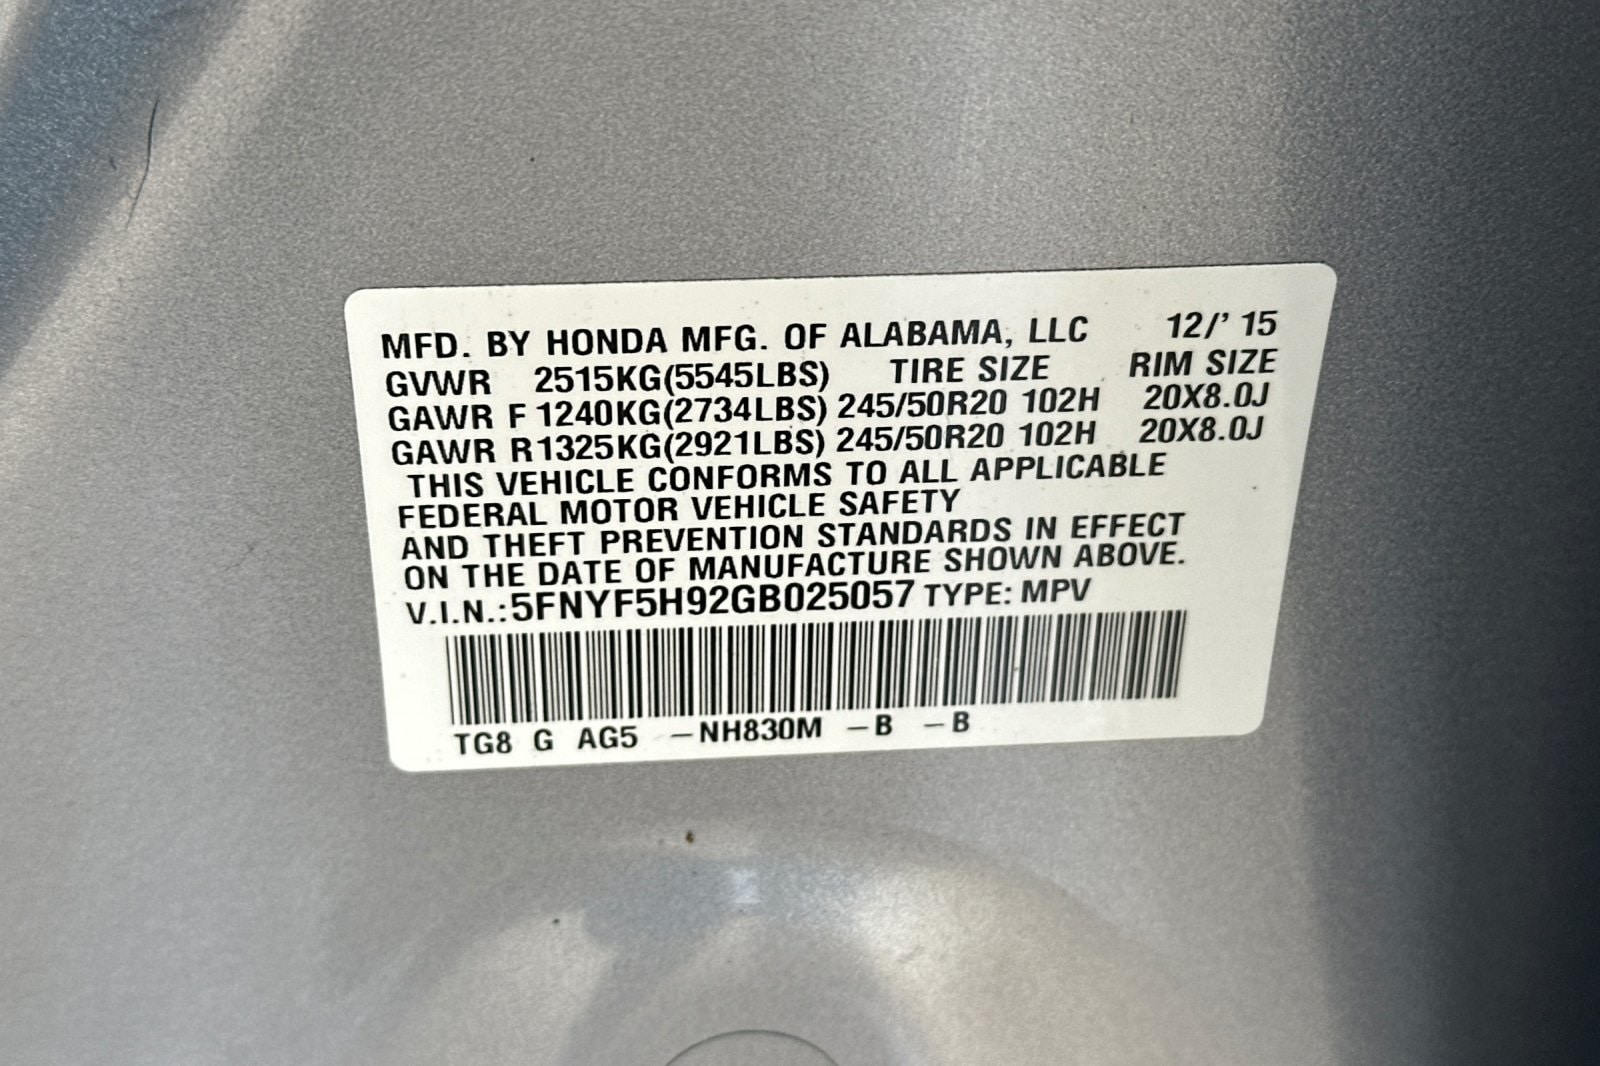 MFD. BY HONDA MFG. OF ALABAMA, LLC 12/' 15
GVWR 2515KG(5545LBS) TIRE SIZE RIM SIZE
GAWR F 1240KG(2734LBS) 245/50R20 102H 20X8.0J
GAWR R 1325KG(2921LBS) 245/50R20 102H 20X8.0J
THIS VEHICLE CONFORMS TO ALL APPLICABLE
FEDERAL MOTOR VEHICLE SAFETY
AND THEFT PREVENTION STANDARDS IN EFFECT
ON THE DATE OF MANUFACTURE SHOWN ABOVE.
V.I.N.:5FNYF5H92GB025057 TYPE: MPV
TG8 G AG5 –NH830M –B –B